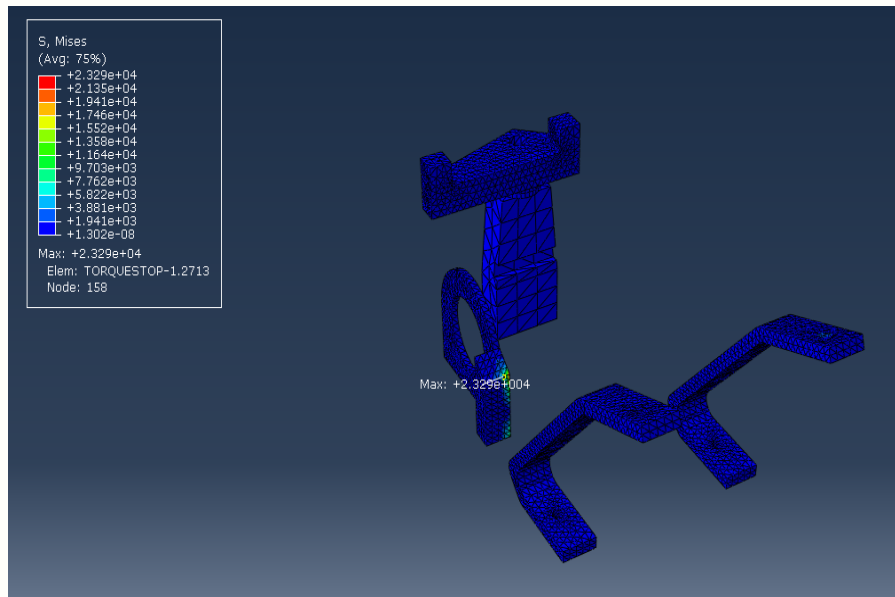 S, Mises
(Avg: 75%)
+2.329e+04
+2.135e+04
+1.941e+04
+1.746e+04
+1.552e+04
+1.358e+04
+1.164e+04
+9.703e+03
+7.762e+03
+5.822e+03
+3.881e+03
+1.941e+03
+1.302e-08
Max: +2.329e+04
Elem: TORQUESTOP-1.2713
Node: 158
Max: +2.329e+004